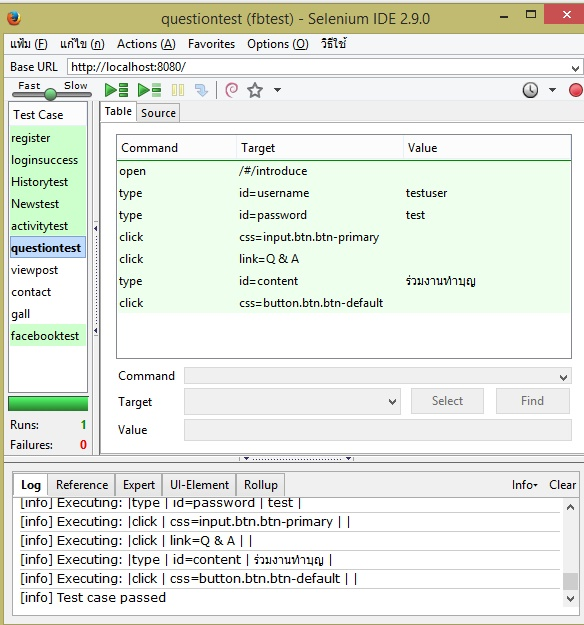 questiontest (fbtest) - Selenium IDE 2.9.0
แฟ้ม (F) แก้ไข (ก) Actions (A) Favorites Options (O) วิธีใช้
Base URL http://localhost:8080/
Fast Slow
Test Case
register
loginsuccess
Historytest
Newstest
activitytest
questiontest
viewpost
contact
gall
facebooktest
Runs: 1
Failures: 0
Table Source
Command Target Value
open /#/introduce
type id=username testuser
type id=password test
click css=input.btn.btn-primary
click link=Q & A
type id=content ร่วมงานทำบุญ
click css=button.btn.btn-default
Command
Target Select Find
Value
Log Reference Expert UI-Element Rollup Info Clear
[info] Executing: |type | id=password | test |
[info] Executing: |click | css=input.btn.btn-primary | |
[info] Executing: |click | link=Q & A | |
[info] Executing: |type | id=content | ร่วมงานทำบุญ |
[info] Executing: |click | css=button.btn.btn-default | |
[info] Test case passed